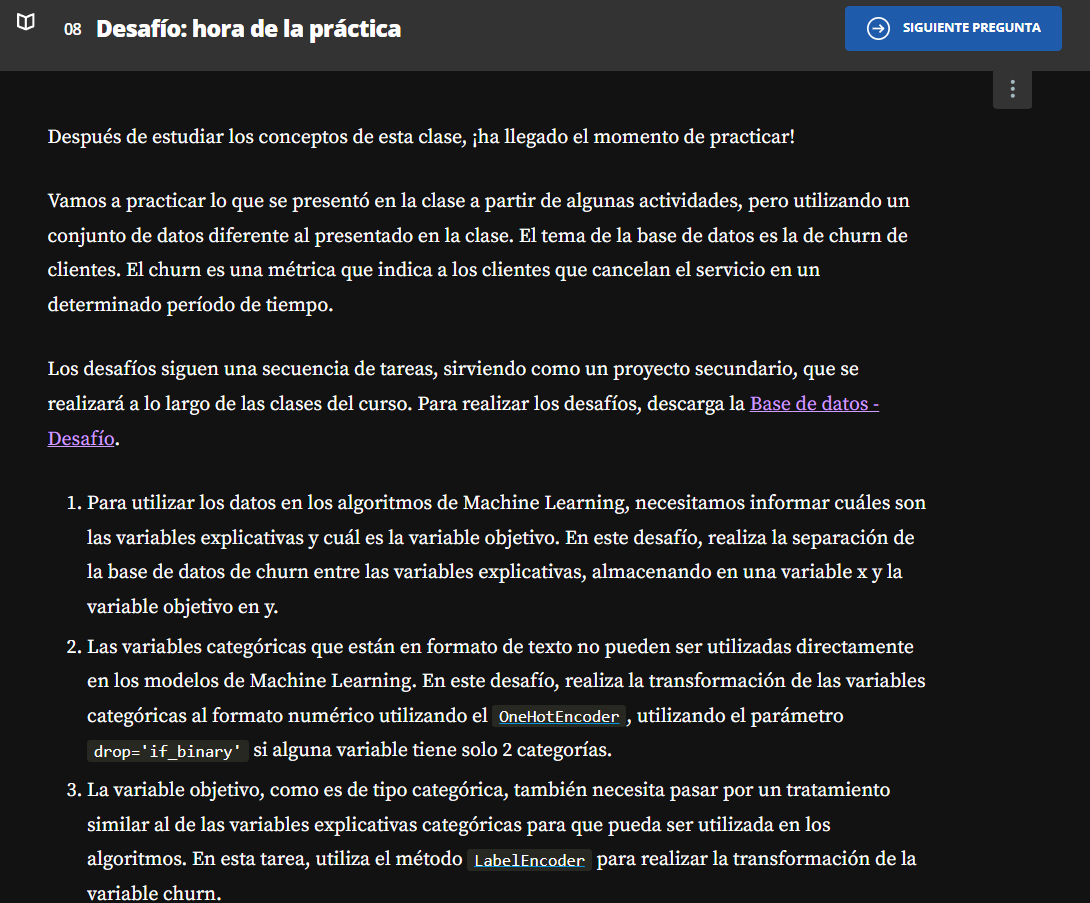 08 Desafío: hora de la práctica
SIGUIENTE PREGUNTA
Después de estudiar los conceptos de esta clase, ¡ha llegado el momento de practicar!
Vamos a practicar lo que se presentó en la clase a partir de algunas actividades, pero utilizando un
conjunto de datos diferente al presentado en la clase. El tema de la base de datos es la de churn de
clientes. El churn es una métrica que indica a los clientes que cancelan el servicio en un
determinado período de tiempo.
Los desafíos siguen una secuencia de tareas, sirviendo como un proyecto secundario, que se
realizará a lo largo de las clases del curso. Para realizar los desafíos, descarga la Base de datos -
Desafío.
1. Para utilizar los datos en los algoritmos de Machine Learning, necesitamos informar cuáles son
las variables explicativas y cuál es la variable objetivo. En este desafío, realiza la separación de
la base de datos de churn entre las variables explicativas, almacenando en una variable x y la
variable objetivo en y.
2. Las variables categóricas que están en formato de texto no pueden ser utilizadas directamente
en los modelos de Machine Learning. En este desafío, realiza la transformación de las variables
categóricas al formato numérico utilizando el OneHotEncoder, utilizando el parámetro
drop='if_binary' si alguna variable tiene solo 2 categorías.
3. La variable objetivo, como es de tipo categórica, también necesita pasar por un tratamiento
similar al de las variables explicativas categóricas para que pueda ser utilizada en los
algoritmos. En esta tarea, utiliza el método LabelEncoder para realizar la transformación de la
variable churn.